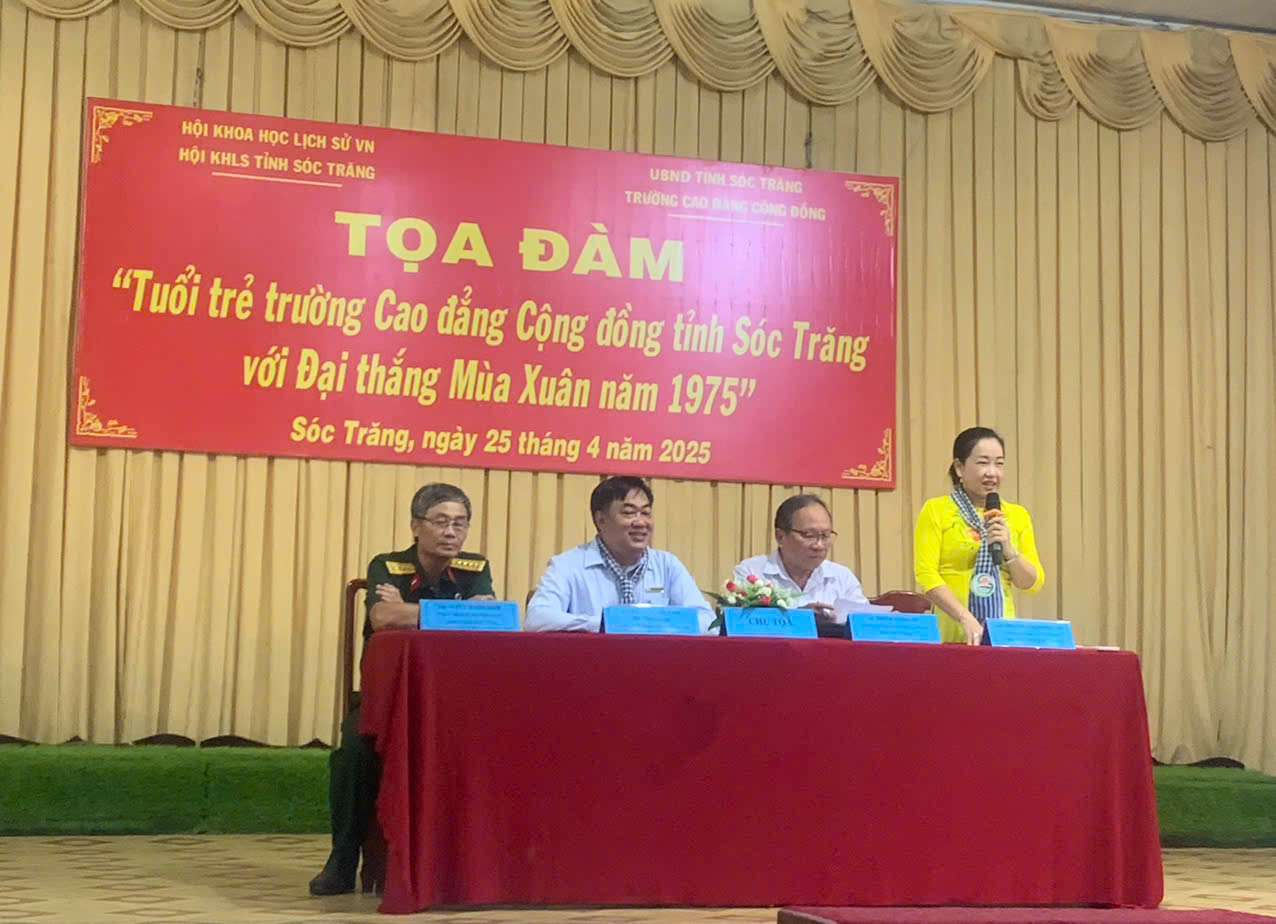 HỘI KHOA HỌC LỊCH SỬ VN
HỘI KHLS TỈNH SÓC TRĂNG
UBND TỈNH SÓC TRĂNG
TRƯỜNG CAO ĐẲNG CỘNG ĐỒNG
TỌA ĐÀM
“Tuổi trẻ trường Cao đẳng Cộng đồng tỉnh Sóc Trăng
với Đại thắng Mùa Xuân năm 1975”
Sóc Trăng, ngày 25 tháng 4 năm 2025
CHỦ TỌA